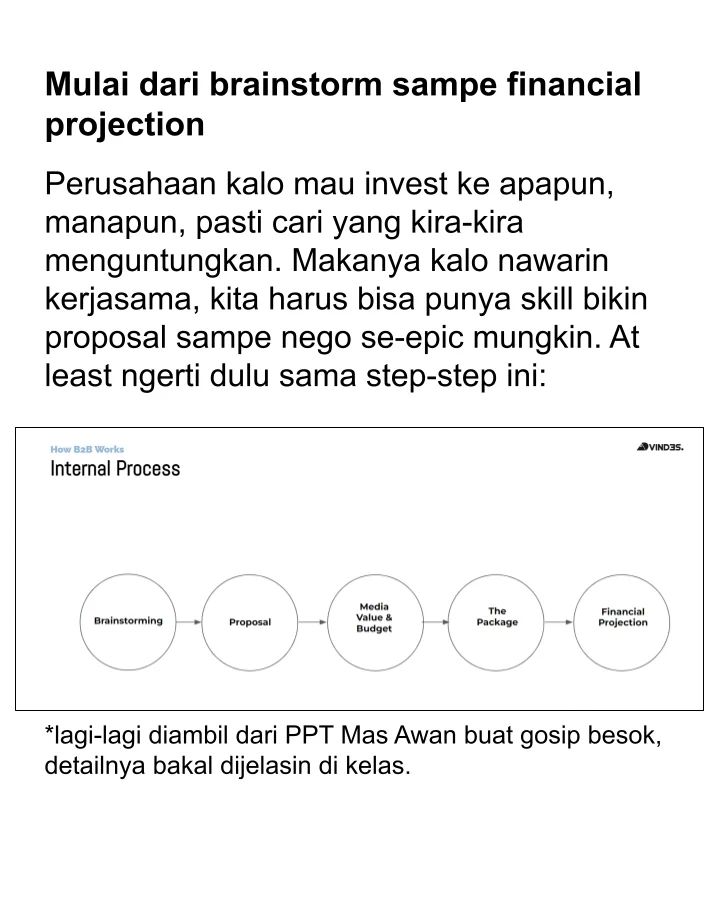 Mulai dari brainstorm sampe financial
projection
Perusahaan kalo mau invest ke apapun,
manapun, pasti cari yang kira-kira
menguntungkan. Makanya kalo nawarin
kerjasama, kita harus bisa punya skill bikin
proposal sampe nego se-epic mungkin. At
least ngerti dulu sama step-step ini:
How B2B Works
VIND3S.
Internal Process
Brainstorming
Proposal
Media
Value &
Budget
The
Package
Financial
Projection
*lagi-lagi diambil dari PPT Mas Awan buat gosip besok,
detailnya bakal dijelasin di kelas.